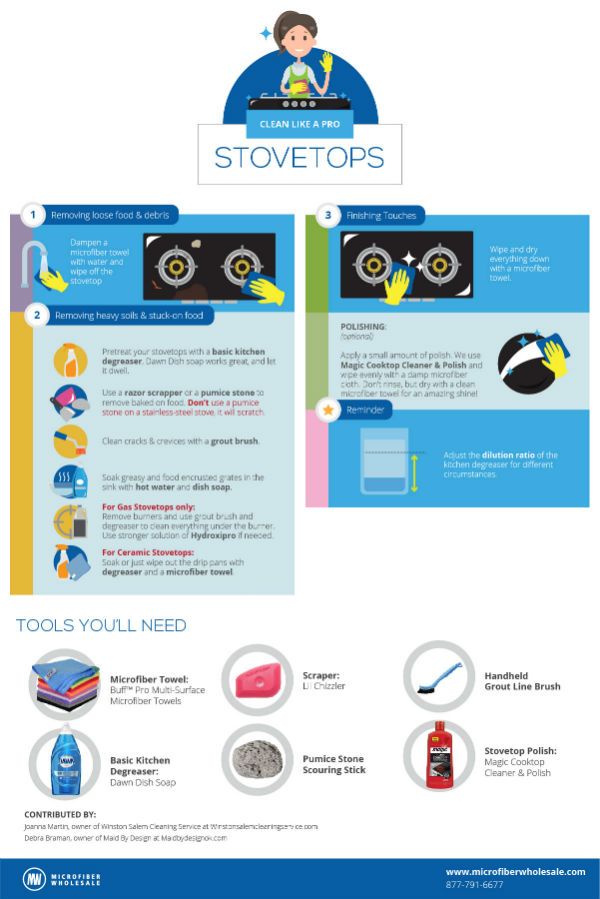 CLEAN LIKE A PRO
STOVETOPS
1 Removing loose food & debris
Dampen a
microfiber towel
with water and
wipe off the
stovetop
2 Removing heavy soils & stuck-on food
Pretreat your stovetops with a basic kitchen
degreaser. Dawn Dish soap works great, and let
it dwell.
Use a razor scrapper or a pumice stone to
remove baked on food. Don't use a pumice
stone on a stainless-steel stove, it will scratch.
Clean cracks & crevices with a grout brush.
Soak greasy and food encrusted grates in the
sink with hot water and dish soap.
For Gas Stovetops only:
Remove burners and use grout brush and
degreaser to clean everything under the burner.
Use stronger solution of Hydroxipro if needed.
For Ceramic Stovetops:
Soak or just wipe out the drip pans with
degreaser and a microfiber towel
3 Finishing Touches
Wipe and dry
everything down
with a microfiber
towel.
POLISHING:
(optional)
Apply a small amount of polish. We use
Magic Cooktop Cleaner & Polish and
wipe evenly with a damp microfiber
cloth. Don't rinse, but dry with a clean
microfiber towel for an amazing shine!
Reminder
Adjust the dilution ratio of the
kitchen degreaser for different
circumstances.
TOOLS YOU'LL NEED
Microfiber Towel:
Buff™ Pro Multi-Surface
Microfiber Towels
Scraper:
Lil Chizzler
Handheld
Grout Line Brush
DAWN
Basic Kitchen
Degreaser:
Dawn Dish Soap
Pumice Stone
Scouring Stick
magic
Stovetop Polish:
Magic Cooktop
Cleaner & Polish
CONTRIBUTED BY:
Joanna Martin, owner of Winston Salem Cleaning Service at Winstonsalemcleaningservice.com
Debra Braman, owner of Maid By Design at Maidbydesignok.com
MW MICROFIBER
WHOLESALE
www.microfiberwholesale.com
877-791-6677